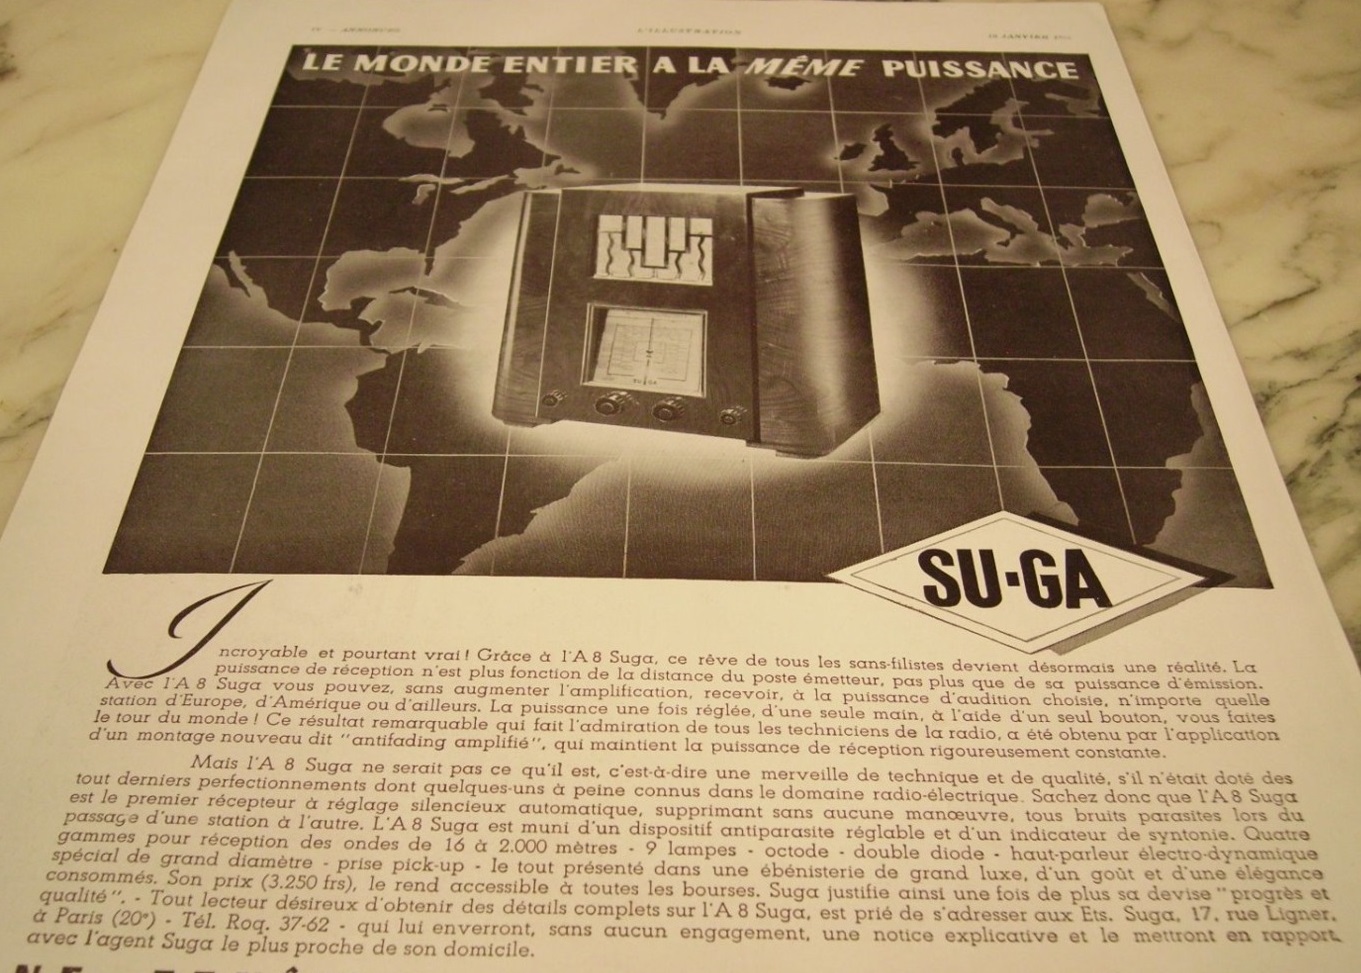 IV — ANNONCES L'ILLUSTRATION JANVIER
LE MONDE ENTIER A LA MÊME PUISSANCE
SU GA
SU·GA
Incroyable et pourtant vrai ! Grâce à l'A 8 Suga, ce rêve de tous les sans-filistes devient désormais une réalité. La
puissance de réception n'est plus fonction de la distance du poste émetteur, pas plus que de sa puissance d'émission.
Avec l'A 8 Suga vous pouvez, sans augmenter l'amplification, recevoir, à la puissance d'audition choisie, n'importe quelle
station d'Europe, d'Amérique ou d'ailleurs. La puissance une fois réglée, d'une seule main, à l'aide d'un seul bouton, vous faites
le tour du monde ! Ce résultat remarquable qui fait l'admiration de tous les techniciens de la radio, a été obtenu par l'application
d'un montage nouveau dit "antifading amplifié", qui maintient la puissance de réception rigoureusement constante.
Mais l'A 8 Suga ne serait pas ce qu'il est, c'est-à-dire une merveille de technique et de qualité, s'il n'était doté des
tout derniers perfectionnements dont quelques-uns à peine connus dans le domaine radio-électrique. Sachez donc que l'A 8 Suga
est le premier récepteur à réglage silencieux automatique, supprimant sans aucune manœuvre, tous bruits parasites lors du
passage d'une station à l'autre. L'A 8 Suga est muni d'un dispositif antiparasite réglable et d'un indicateur de syntonie. Quatre
gammes pour réception des ondes de 16 à 2.000 mètres - 9 lampes - octode - double diode - haut-parleur électro-dynamique
spécial de grand diamètre - prise pick-up - le tout présenté dans une ébénisterie de grand luxe, d'un goût et d'une élégance
consommés. Son prix (3.250 frs), le rend accessible à toutes les bourses. Suga justifie ainsi une fois de plus sa devise "progrès et
qualité". - Tout lecteur désireux d'obtenir des détails complets sur l'A 8 Suga, est prié de s'adresser aux Ets. Suga, 17, rue Ligner,
à Paris (20e) - Tél. Roq. 37-62 - qui lui enverront, sans aucun engagement, une notice explicative et le mettront en rapport
avec l'agent Suga le plus proche de son domicile.